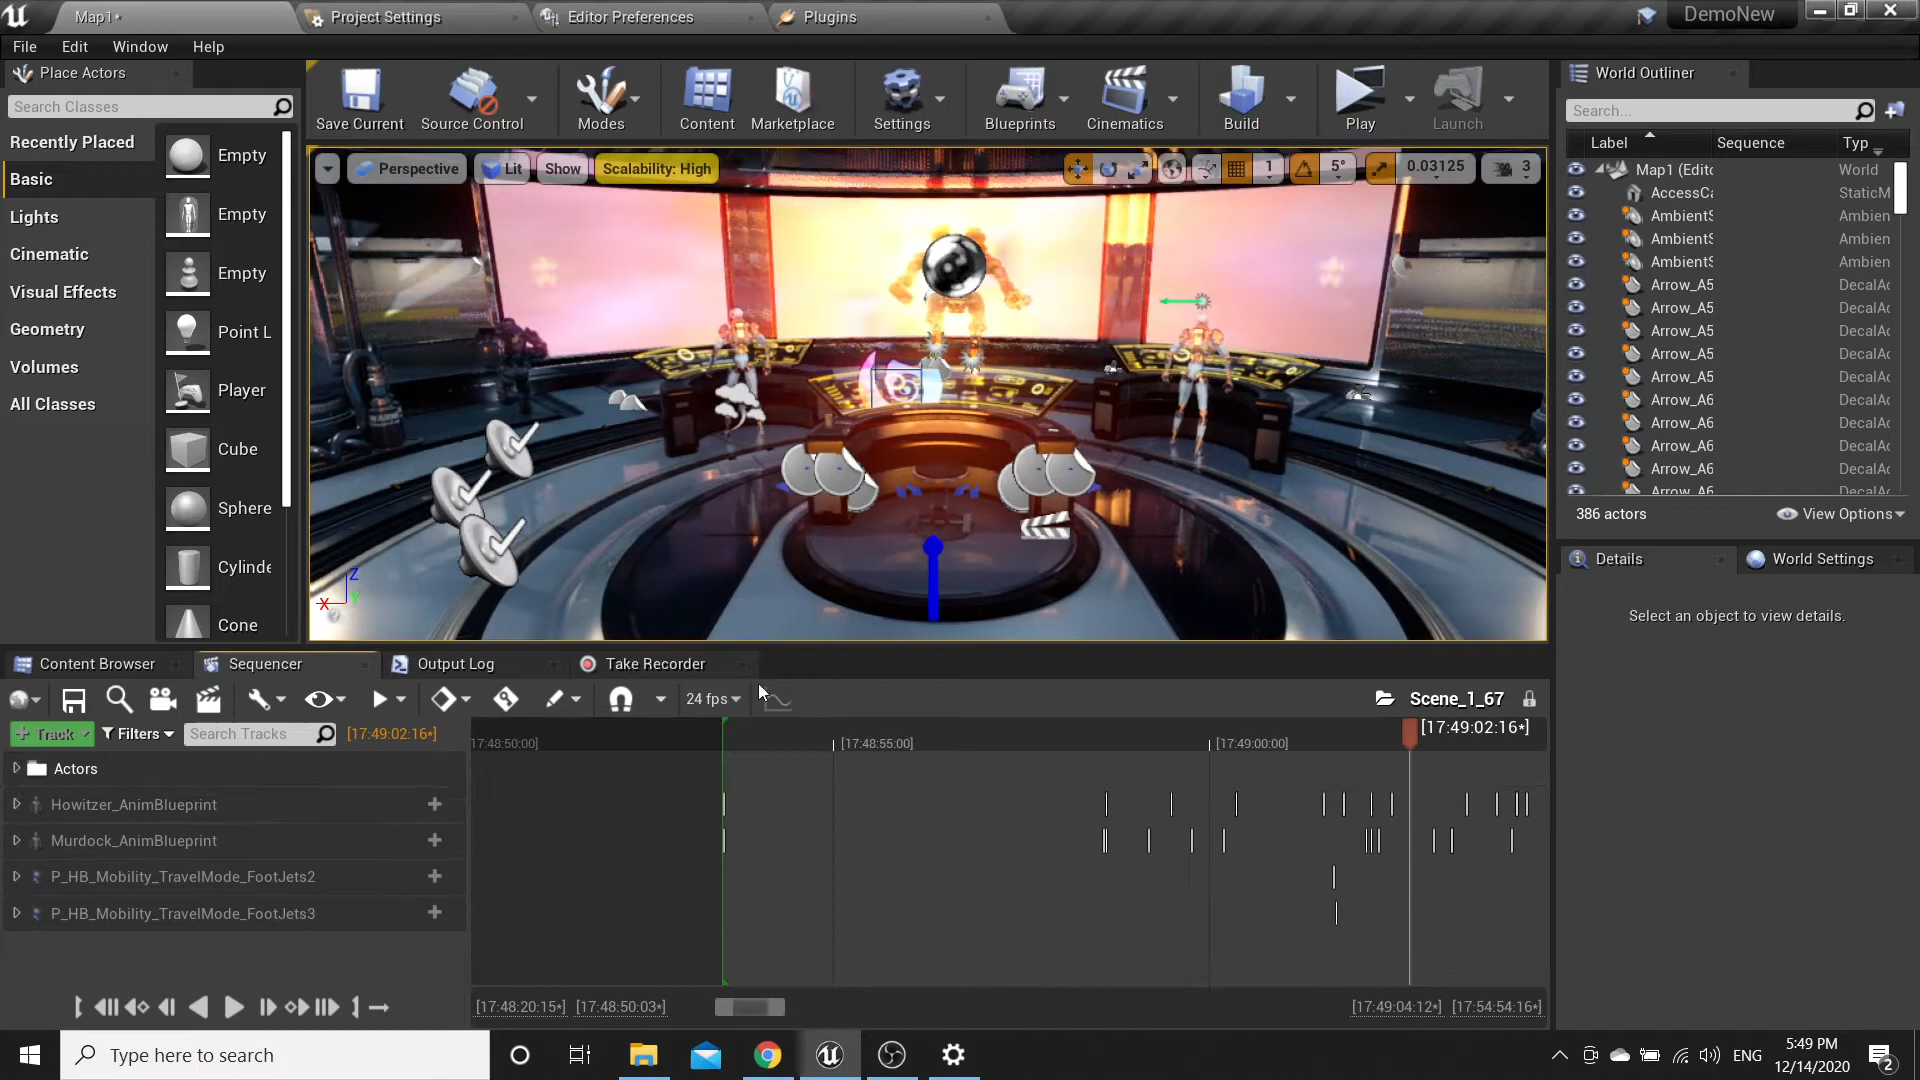 Map1*
Project Settings
Editor Preferences
Plugins
DemoNew
File
Edit
Window
Help
Place Actors
Search Classes
Recently Placed
Basic
Lights
Cinematic
Visual Effects
Geometry
Volumes
All Classes
Empty
Empty
Empty
Point L
Player
Cube
Sphere
Cylinde
Cone
Save Current
Source Control
Modes
Content
Marketplace
Settings
Blueprints
Cinematics
Build
Play
Launch
Perspective
Lit
Show
Scalability: High
1
5°
0.03125
3
Z
X
Y
World Outliner
Search...
Label
Sequence
Typ
Map1 (Edito
World
AccessCa
StaticM
AmbientS
Ambien
AmbientS
Ambien
AmbientS
Ambien
Arrow_A5
DecalAc
Arrow_A5
DecalAc
Arrow_A5
DecalAc
Arrow_A5
DecalAc
Arrow_A5
DecalAc
Arrow_A6
DecalAc
Arrow_A6
DecalAc
Arrow_A6
DecalAc
Arrow_A6
DecalAc
Arrow_A6
DecalAc
386 actors
View Options
Details
World Settings
Select an object to view details.
Content Browser
Sequencer
Output Log
Take Recorder
24 fps
Scene_1_67
+ Track
Filters
Search Tracks
[17:49:02:16*]
17:48:50:00]
[17:48:55:00]
[17:49:00:00]
[17:49:02:16*]
Actors
Howitzer_AnimBlueprint
Murdock_AnimBlueprint
P_HB_Mobility_TravelMode_FootJets2
P_HB_Mobility_TravelMode_FootJets3
[17:48:20:15*]
[17:48:50:03*]
[17:49:04:12*]
[17:54:54:16*]
Type here to search
ENG
5:49 PM
12/14/2020
2